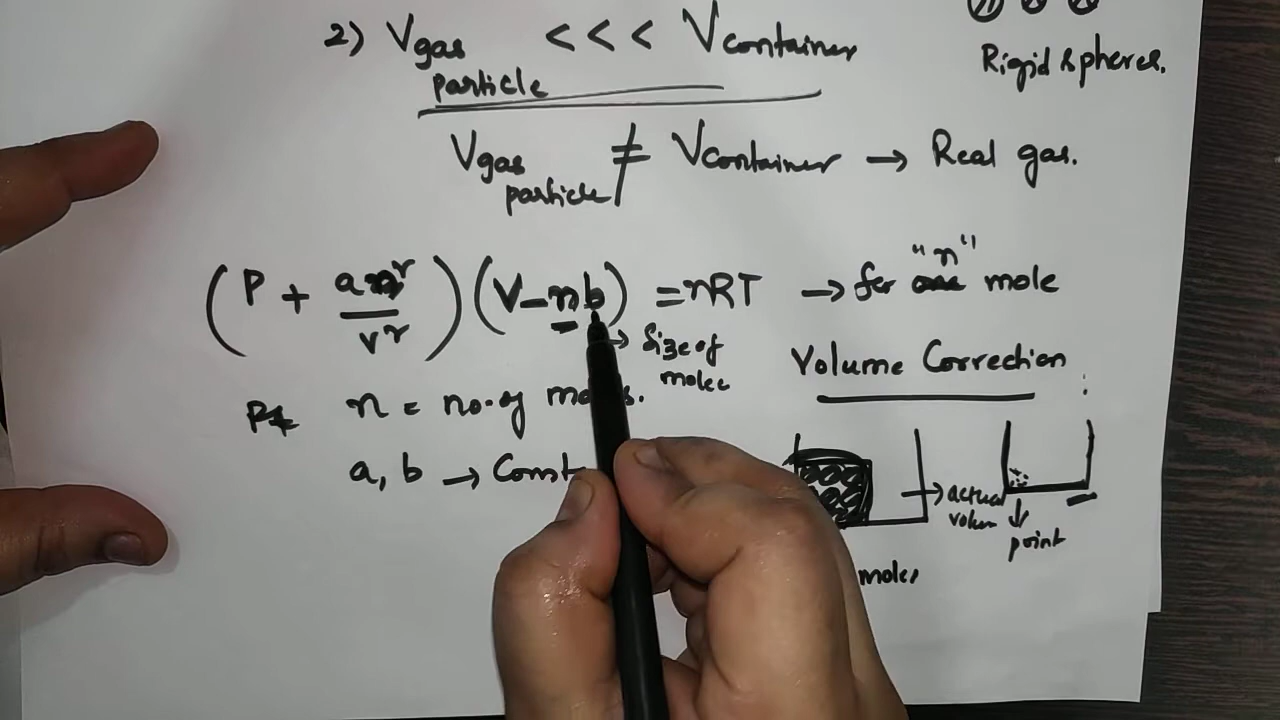 2) Vgas <<< Vcontainer
particle
Rigid spheres.
Vgas ≠ Vcontainer → Real gas.
particle
(P + an²/v²) (V-nb) = nRT → for "n" mole
→ Size of
molec
Volume Correction
n = no. of
a, b → Const
→ actual
volum
↓
point
moles